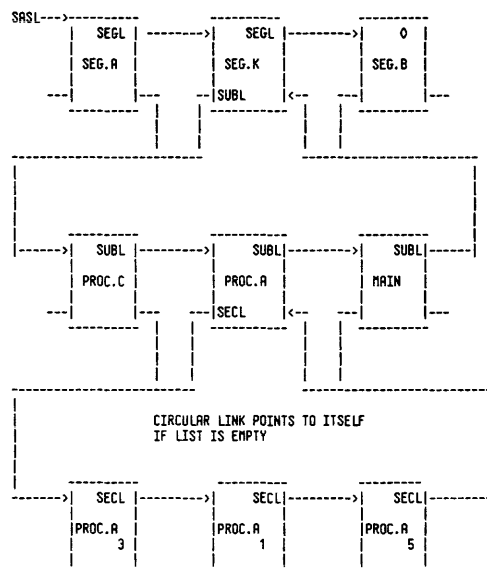 SASL--->| SEGL ------->| SEGL ------->| 0
SEG.A SEG.K SEG.B
SUBL
SUBL SUBL SUBL
PROC.C PROC.A MAIN
SECL
CIRCULAR LINK POINTS TO ITSELF
IF LIST IS EMPTY
SECL SECL SECL
PROC.A PROC.A PROC.A
3 1 5